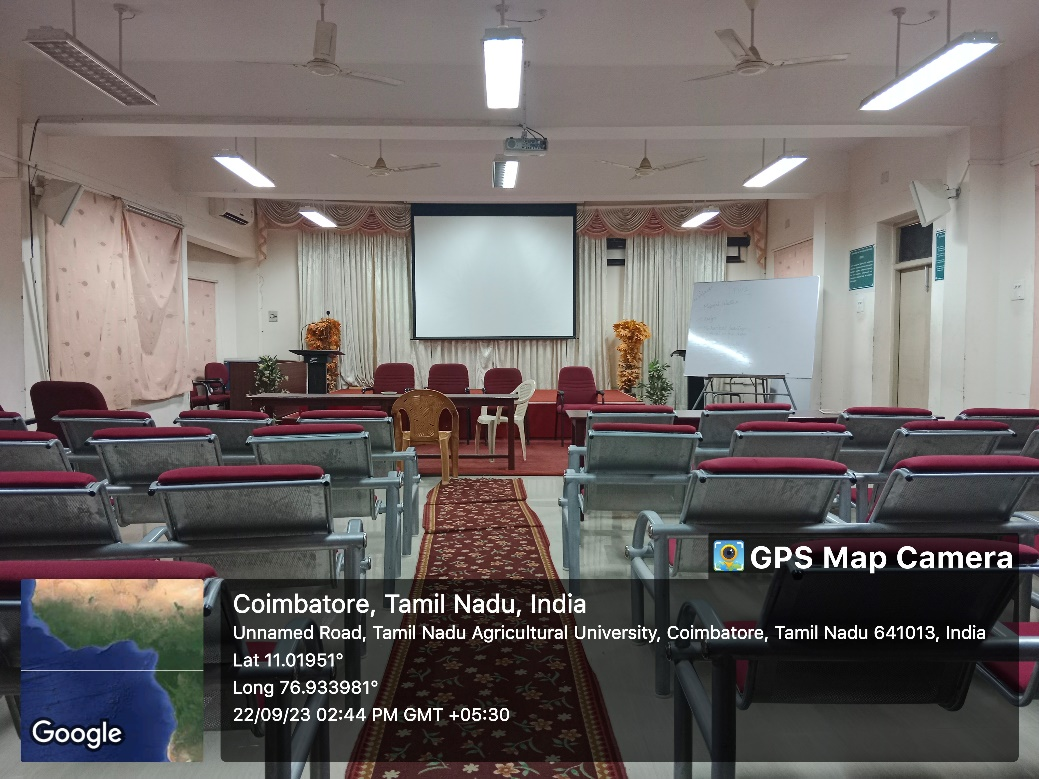 GPS Map Camera
Coimbatore, Tamil Nadu, India
Unnamed Road, Tamil Nadu Agricultural University, Coimbatore, Tamil Nadu 641013, India
Lat 11.01951°
Long 76.933981°
22/09/23 02:44 PM GMT +05:30
Google